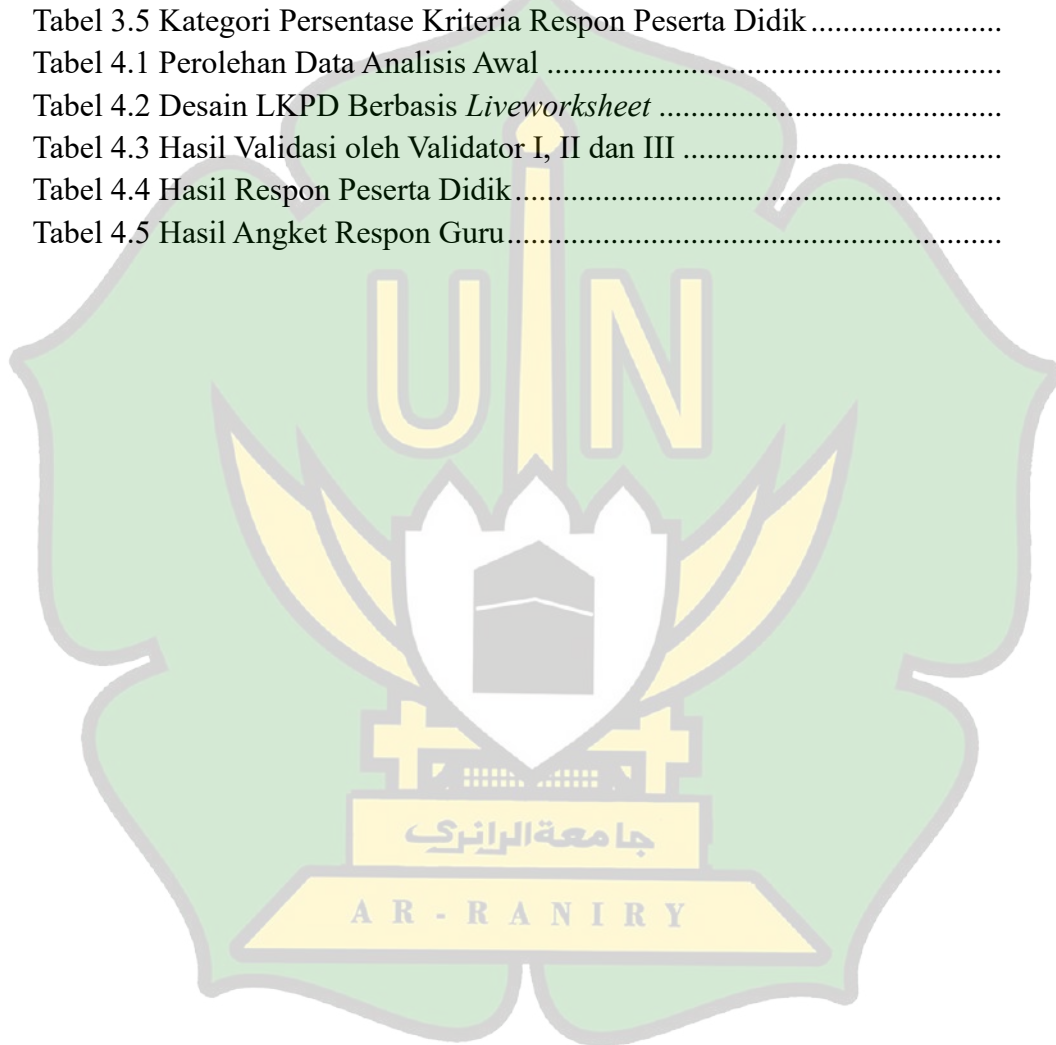 Tabel 3.5 Kategori Persentase Kriteria Respon Peserta Didik ........................
Tabel 4.1 Perolehan Data Analisis Awal .........................................................
Tabel 4.2 Desain LKPD Berbasis Liveworksheet ...........................................
Tabel 4.3 Hasil Validasi oleh Validator I, II dan III ........................................
Tabel 4.4 Hasil Respon Peserta Didik.............................................................
Tabel 4.5 Hasil Angket Respon Guru..............................................................
UIN
جامعةالرانري
AR-RANIRY